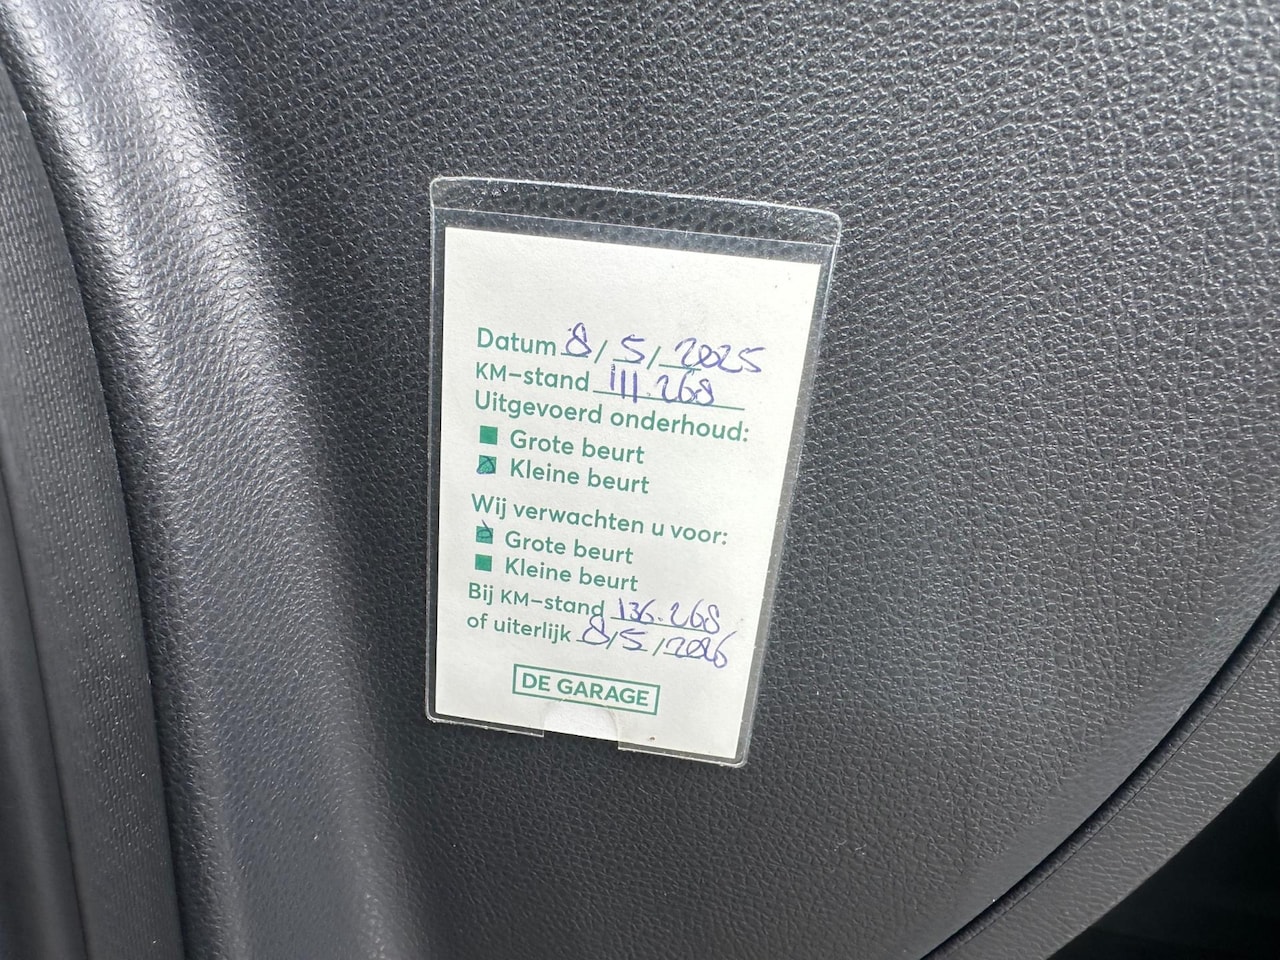 Datum 8/5/2025
KM-stand 111.268
Uitgevoerd onderhoud:
Grote beurt
Kleine beurt
Wij verwachten u voor:
Grote beurt
Kleine beurt
Bij KM-stand 136.268
of uiterlijk 8/5/2026
DE GARAGE